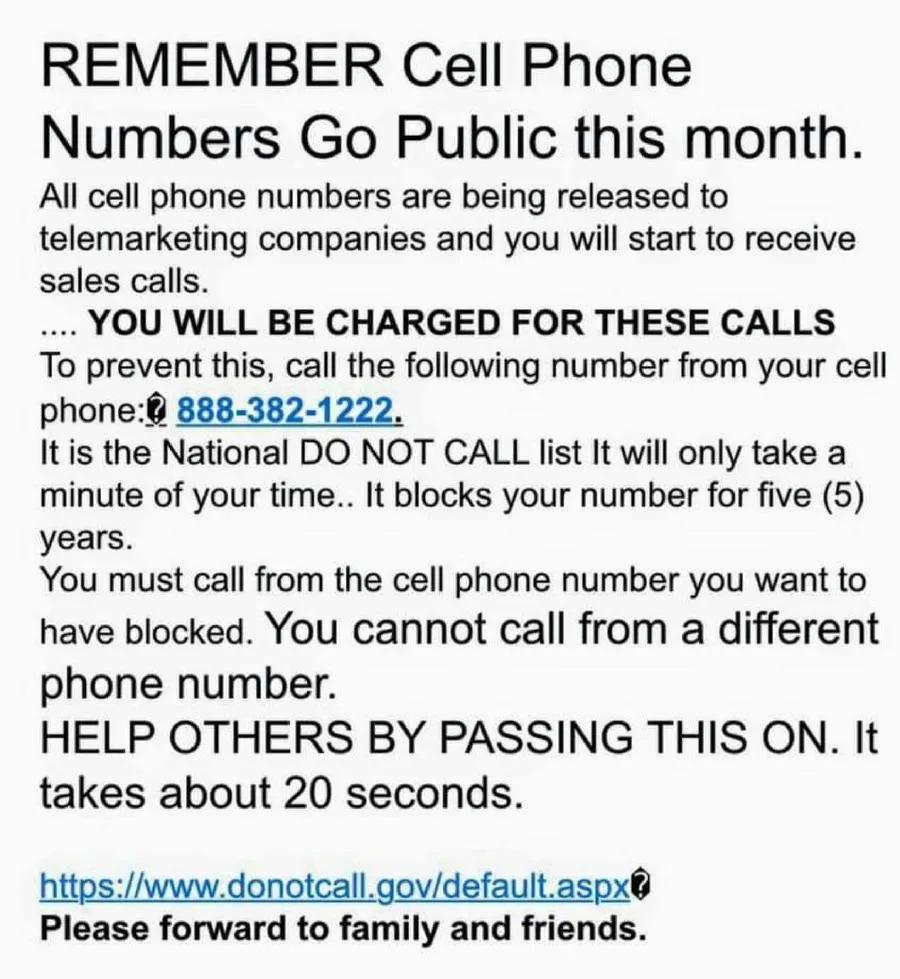 REMEMBER Cell Phone
Numbers Go Public this month.
All cell phone numbers are being released to
telemarketing companies and you will start to receive
sales calls.
.... YOU WILL BE CHARGED FOR THESE CALLS
To prevent this, call the following number from your cell
phone:� 888-382-1222.
It is the National DO NOT CALL list It will only take a
minute of your time.. It blocks your number for five (5)
years.
You must call from the cell phone number you want to
have blocked. You cannot call from a different
phone number.
HELP OTHERS BY PASSING THIS ON. It
takes about 20 seconds.
https://www.donotcall.gov/default.aspx�
Please forward to family and friends.